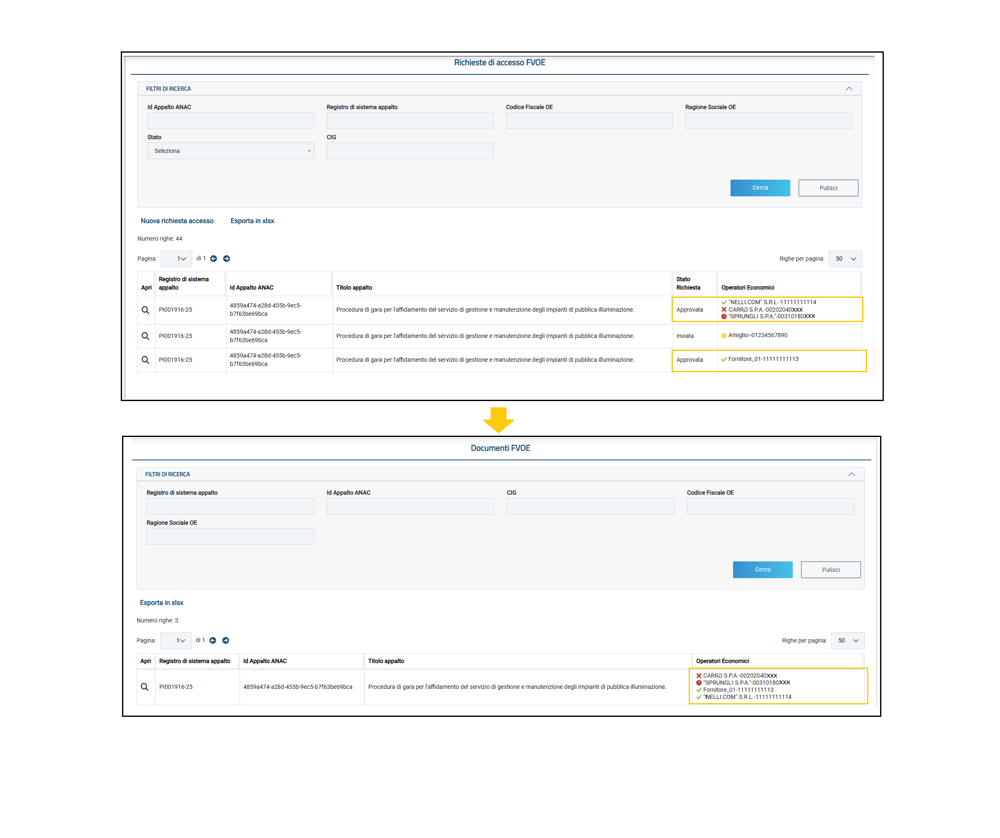 Richieste di accesso FVOE
FILTRI DI RICERCA
Id Appalto ANAC
Registro di sistema appalto
Codice Fiscale OE
Ragione Sociale OE
Stato
CIG
Seleziona
Cerca
Pulisci
Nuova richiesta accesso
Esporta in xlsx
Numero righe: 44
Pagina: 1 di 1
Righe per pagina: 50
Apri
Registro di sistema
appalto
Id Appalto ANAC
Titolo appalto
Stato
Richiesta
Operatori Economici
PI001916-25
4859a474-a28d-455b-9ec5-
b7f63be69bca
Procedura di gara per l'affidamento del servizio di gestione e manutenzione degli impianti di pubblica illuminazione.
Approvata
"NELLI.COM" S.R.L.-11111111114
CARRO S.P.A.-00202040XXX
"SPRUNGLI S.P.A."-00310180XXX
PI001916-25
4859a474-a28d-455b-9ec5-
b7f63be69bca
Procedura di gara per l'affidamento del servizio di gestione e manutenzione degli impianti di pubblica illuminazione.
Inviata
Amiglio-01234567890
PI001916-25
4859a474-a28d-455b-9ec5-
b7f63be69bca
Procedura di gara per l'affidamento del servizio di gestione e manutenzione degli impianti di pubblica illuminazione.
Approvata
Fornitore_01-11111111113
Documenti FVOE
FILTRI DI RICERCA
Registro di sistema appalto
Id Appalto ANAC
CIG
Codice Fiscale OE
Ragione Sociale OE
Cerca
Pulisci
Esporta in xlsx
Numero righe: 3
Pagina: 1 di 1
Righe per pagina: 50
Apri
Registro di sistema appalto
Id Appalto ANAC
Titolo appalto
Operatori Economici
PI001916-25
4859a474-a28d-455b-9ec5-b7f63be69bca
Procedura di gara per l'affidamento del servizio di gestione e manutenzione degli impianti di pubblica illuminazione.
CARRO S.P.A.-00202040XXX
"SPRUNGLI S.P.A."-00310180XXX
Fornitore_01-11111111113
"NELLI.COM" S.R.L.-11111111114